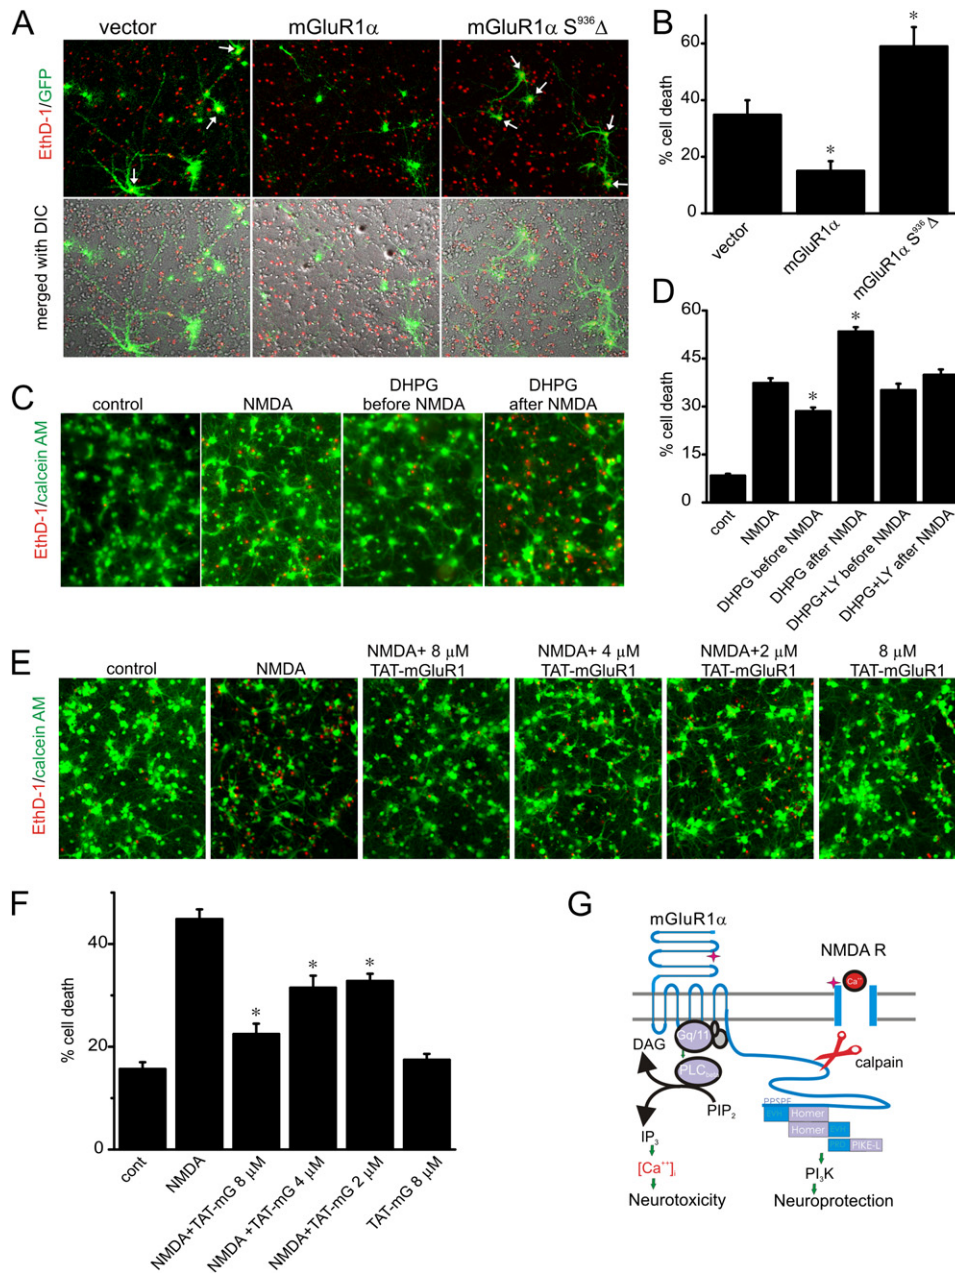 A
vector
mGluR1α
mGluR1α S⁹³⁶Δ
EthD-1/GFP
merged with DIC
B
% cell death
60
40
20
0
*
*
vector
mGluR1α
mGluR1α S⁹³⁶Δ
C
control
NMDA
DHPG
before NMDA
DHPG
after NMDA
EthD-1/calcein AM
D
% cell death
60
45
30
15
0
*
*
cont
NMDA
DHPG before NMDA
DHPG after NMDA
DHPG+LY before NMDA
DHPG+LY after NMDA
E
control
NMDA
NMDA+ 8 μM
TAT-mGluR1
NMDA+ 4 μM
TAT-mGluR1
NMDA+2 μM
TAT-mGluR1
8 μM
TAT-mGluR1
EthD-1/calcein AM
F
% cell death
40
20
0
*
*
*
cont
NMDA
NMDA+TAT-mG 8 μM
NMDA +TAT-mG 4 μM
NMDA+TAT-mG 2 μM
TAT-mG 8 μM
G
mGluR1α
NMDA R
Ca⁺⁺
Gq/11
DAG
PLC
calpain
PIP₂
PPSPF
Homer
Homer
PIKE-L
IP₃
[Ca⁺⁺]ᵢ
PI₃K
Neurotoxicity
Neuroprotection